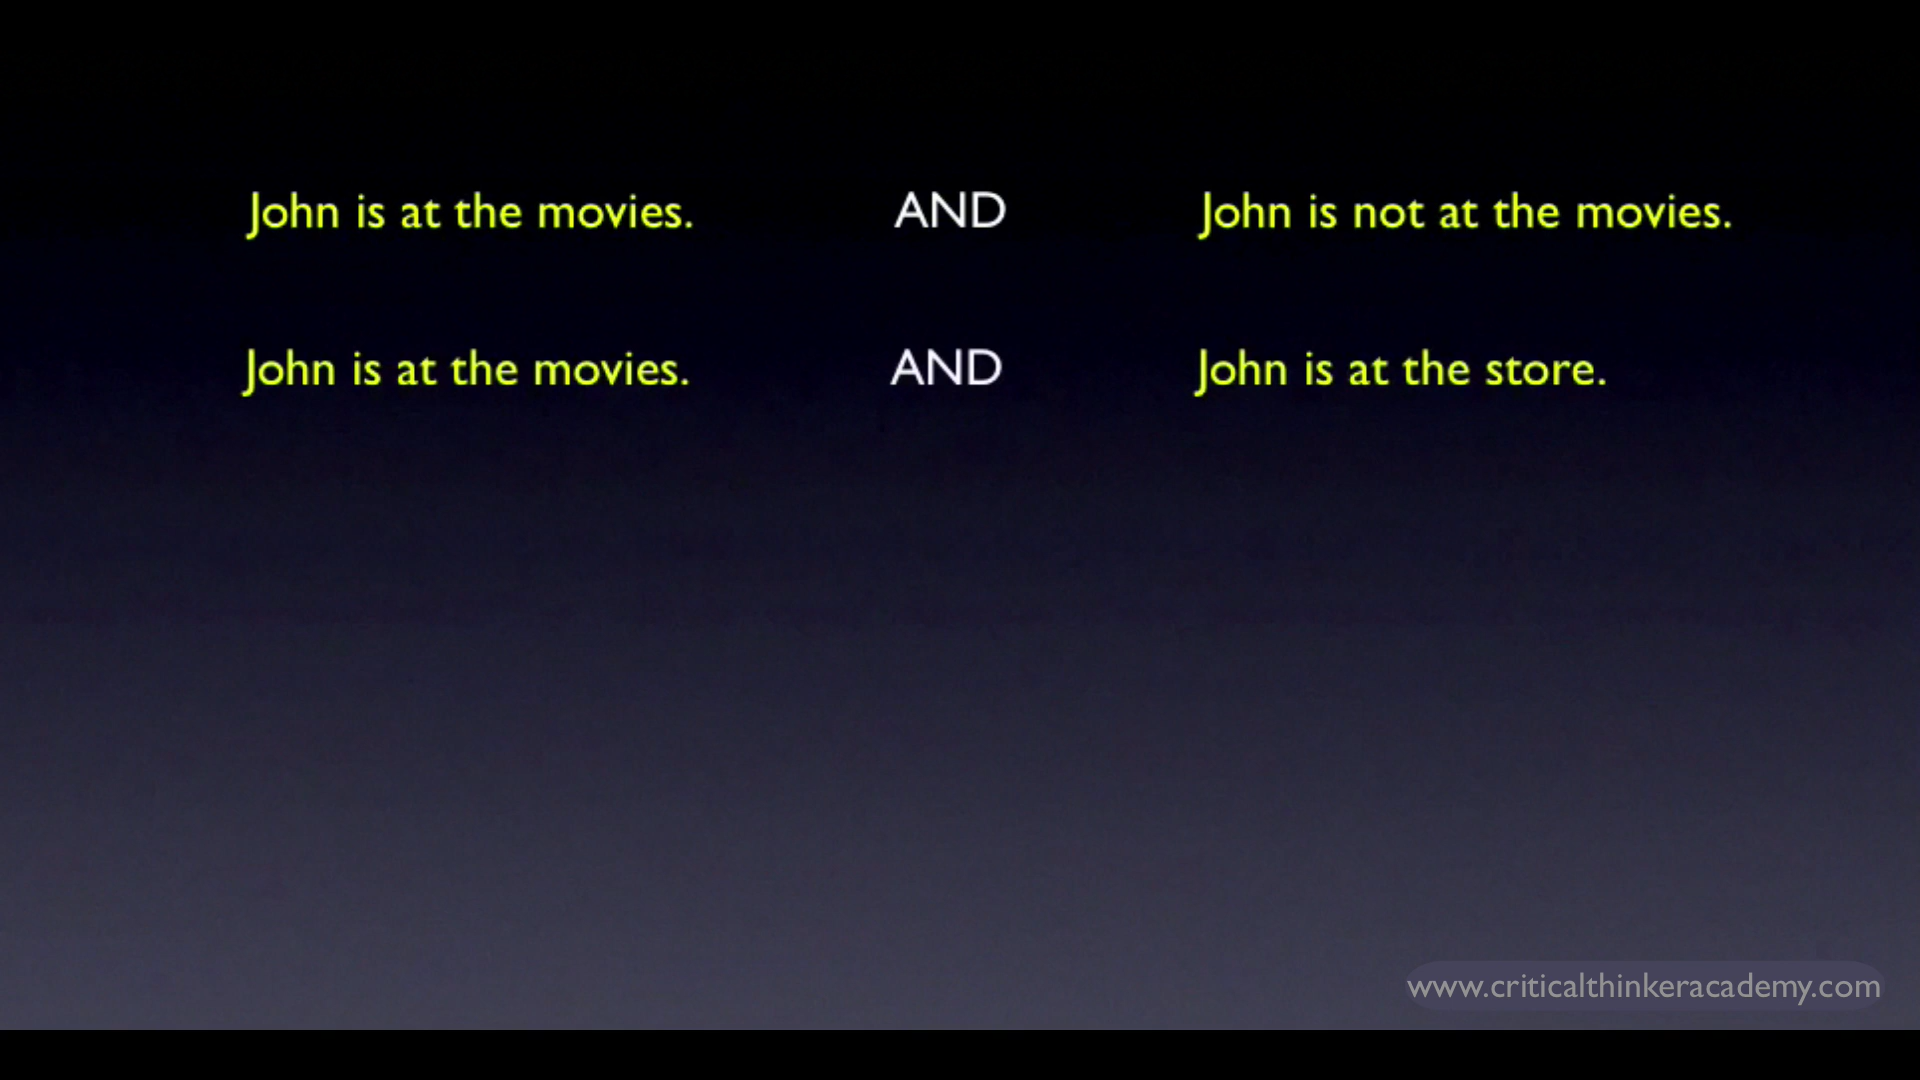 John is at the movies. AND John is not at the movies.
John is at the movies. AND John is at the store.
www.criticalthinkeracademy.com